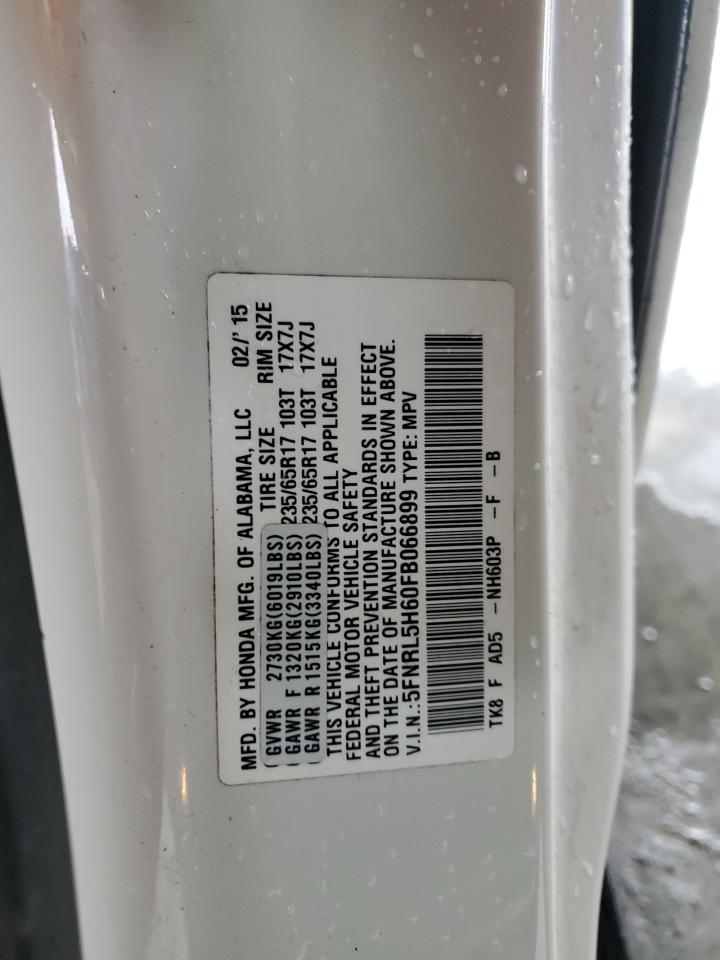 MFD. BY HONDA MFG. OF ALABAMA, LLC 02/'15
GVWR 2730KG(6019LBS) TIRE SIZE RIM SIZE
GAWR F 1320KG(2910LBS) 235/65R17 103T 17X7J
GAWR R 1515KG(3340LBS) 235/65R17 103T 17X7J
THIS VEHICLE CONFORMS TO ALL APPLICABLE
FEDERAL MOTOR VEHICLE SAFETY
AND THEFT PREVENTION STANDARDS IN EFFECT
ON THE DATE OF MANUFACTURE SHOWN ABOVE.
V.I.N.:5FNRL5H60FB066899 TYPE: MPV
TK8 F AD5 -NH603P -F -B